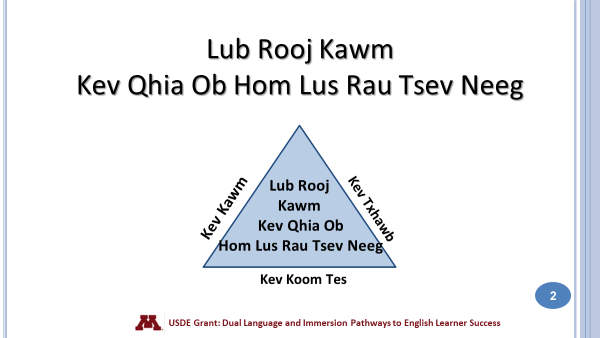 Lub Rooj Kawm
Kev Qhia Ob Hom Lus Rau Tsev Neeg
Kev Kawm
Kev Txhawb
Lub Rooj
Kawm
Kev Qhia Ob
Hom Lus Rau Tsev Neeg
Kev Koom Tes
2
USDE Grant: Dual Language and Immersion Pathways to English Learner Success